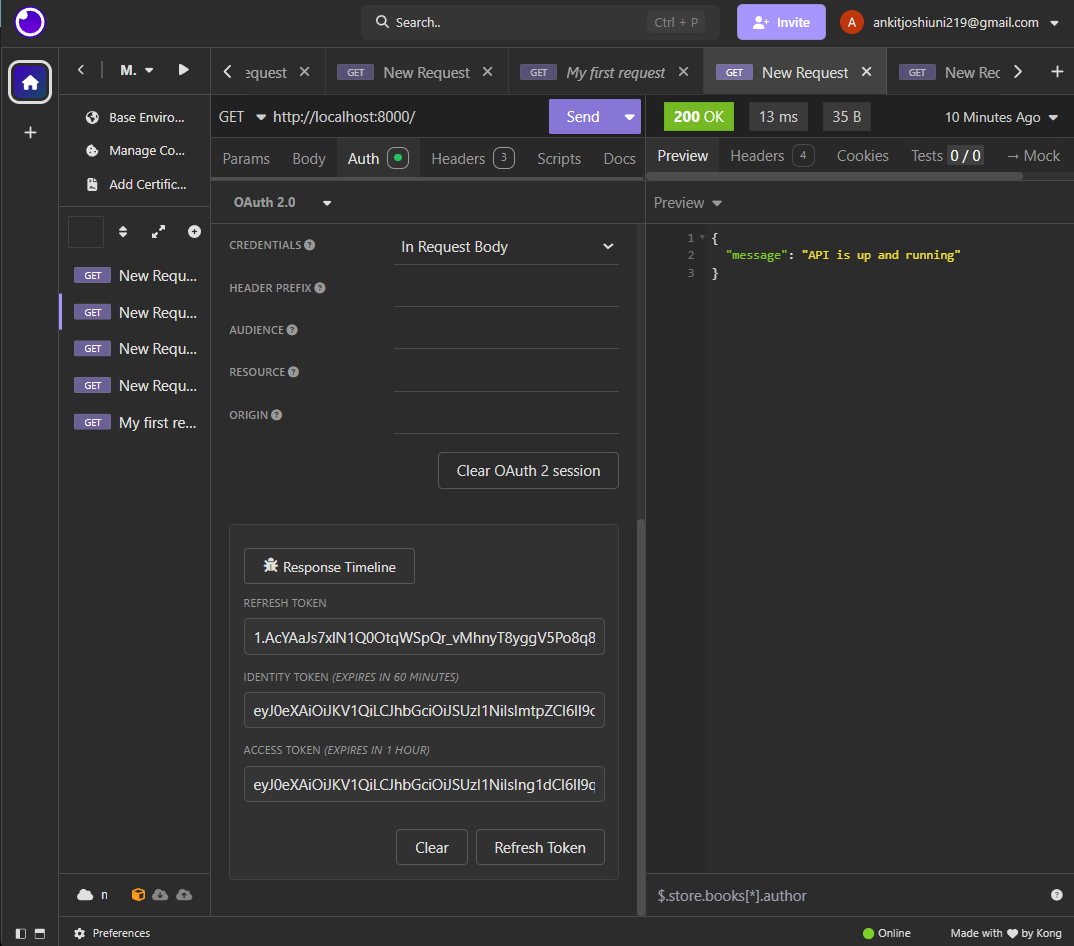 Search.. Ctrl + P Invite A ankitjoshiuni219@gmail.com
M.
equest GET New Request GET My first request GET New Request GET New Rec
Base Enviro...
Manage Co...
Add Certific...
GET New Requ...
GET New Requ...
GET New Requ...
GET New Requ...
GET My first re...
GET http://localhost:8000/ Send
Params Body Auth Headers 3 Scripts Docs
OAuth 2.0
CREDENTIALS ? In Request Body
HEADER PREFIX ?
AUDIENCE ?
RESOURCE ?
ORIGIN ?
Clear OAuth 2 session
Response Timeline
REFRESH TOKEN
1.AcYAaJs7xlN1Q0OtqWSpQr_vMhnyT8yggV5Po8q8
IDENTITY TOKEN (EXPIRES IN 60 MINUTES)
eyJ0eXAiOiJKV1QiLCJhbGciOiJSUzI1NiIsImtpZCI6Il9c
ACCESS TOKEN (EXPIRES IN 1 HOUR)
eyJ0eXAiOiJKV1QiLCJhbGciOiJSUzI1NiIsIng1dCI6Il9q
Clear Refresh Token
200 OK 13 ms 35 B 10 Minutes Ago
Preview Headers 4 Cookies Tests 0 / 0 → Mock
Preview
1 {
2 "message": "API is up and running"
3 }
$.store.books[*].author ?
n
Preferences Online Made with ♥ by Kong